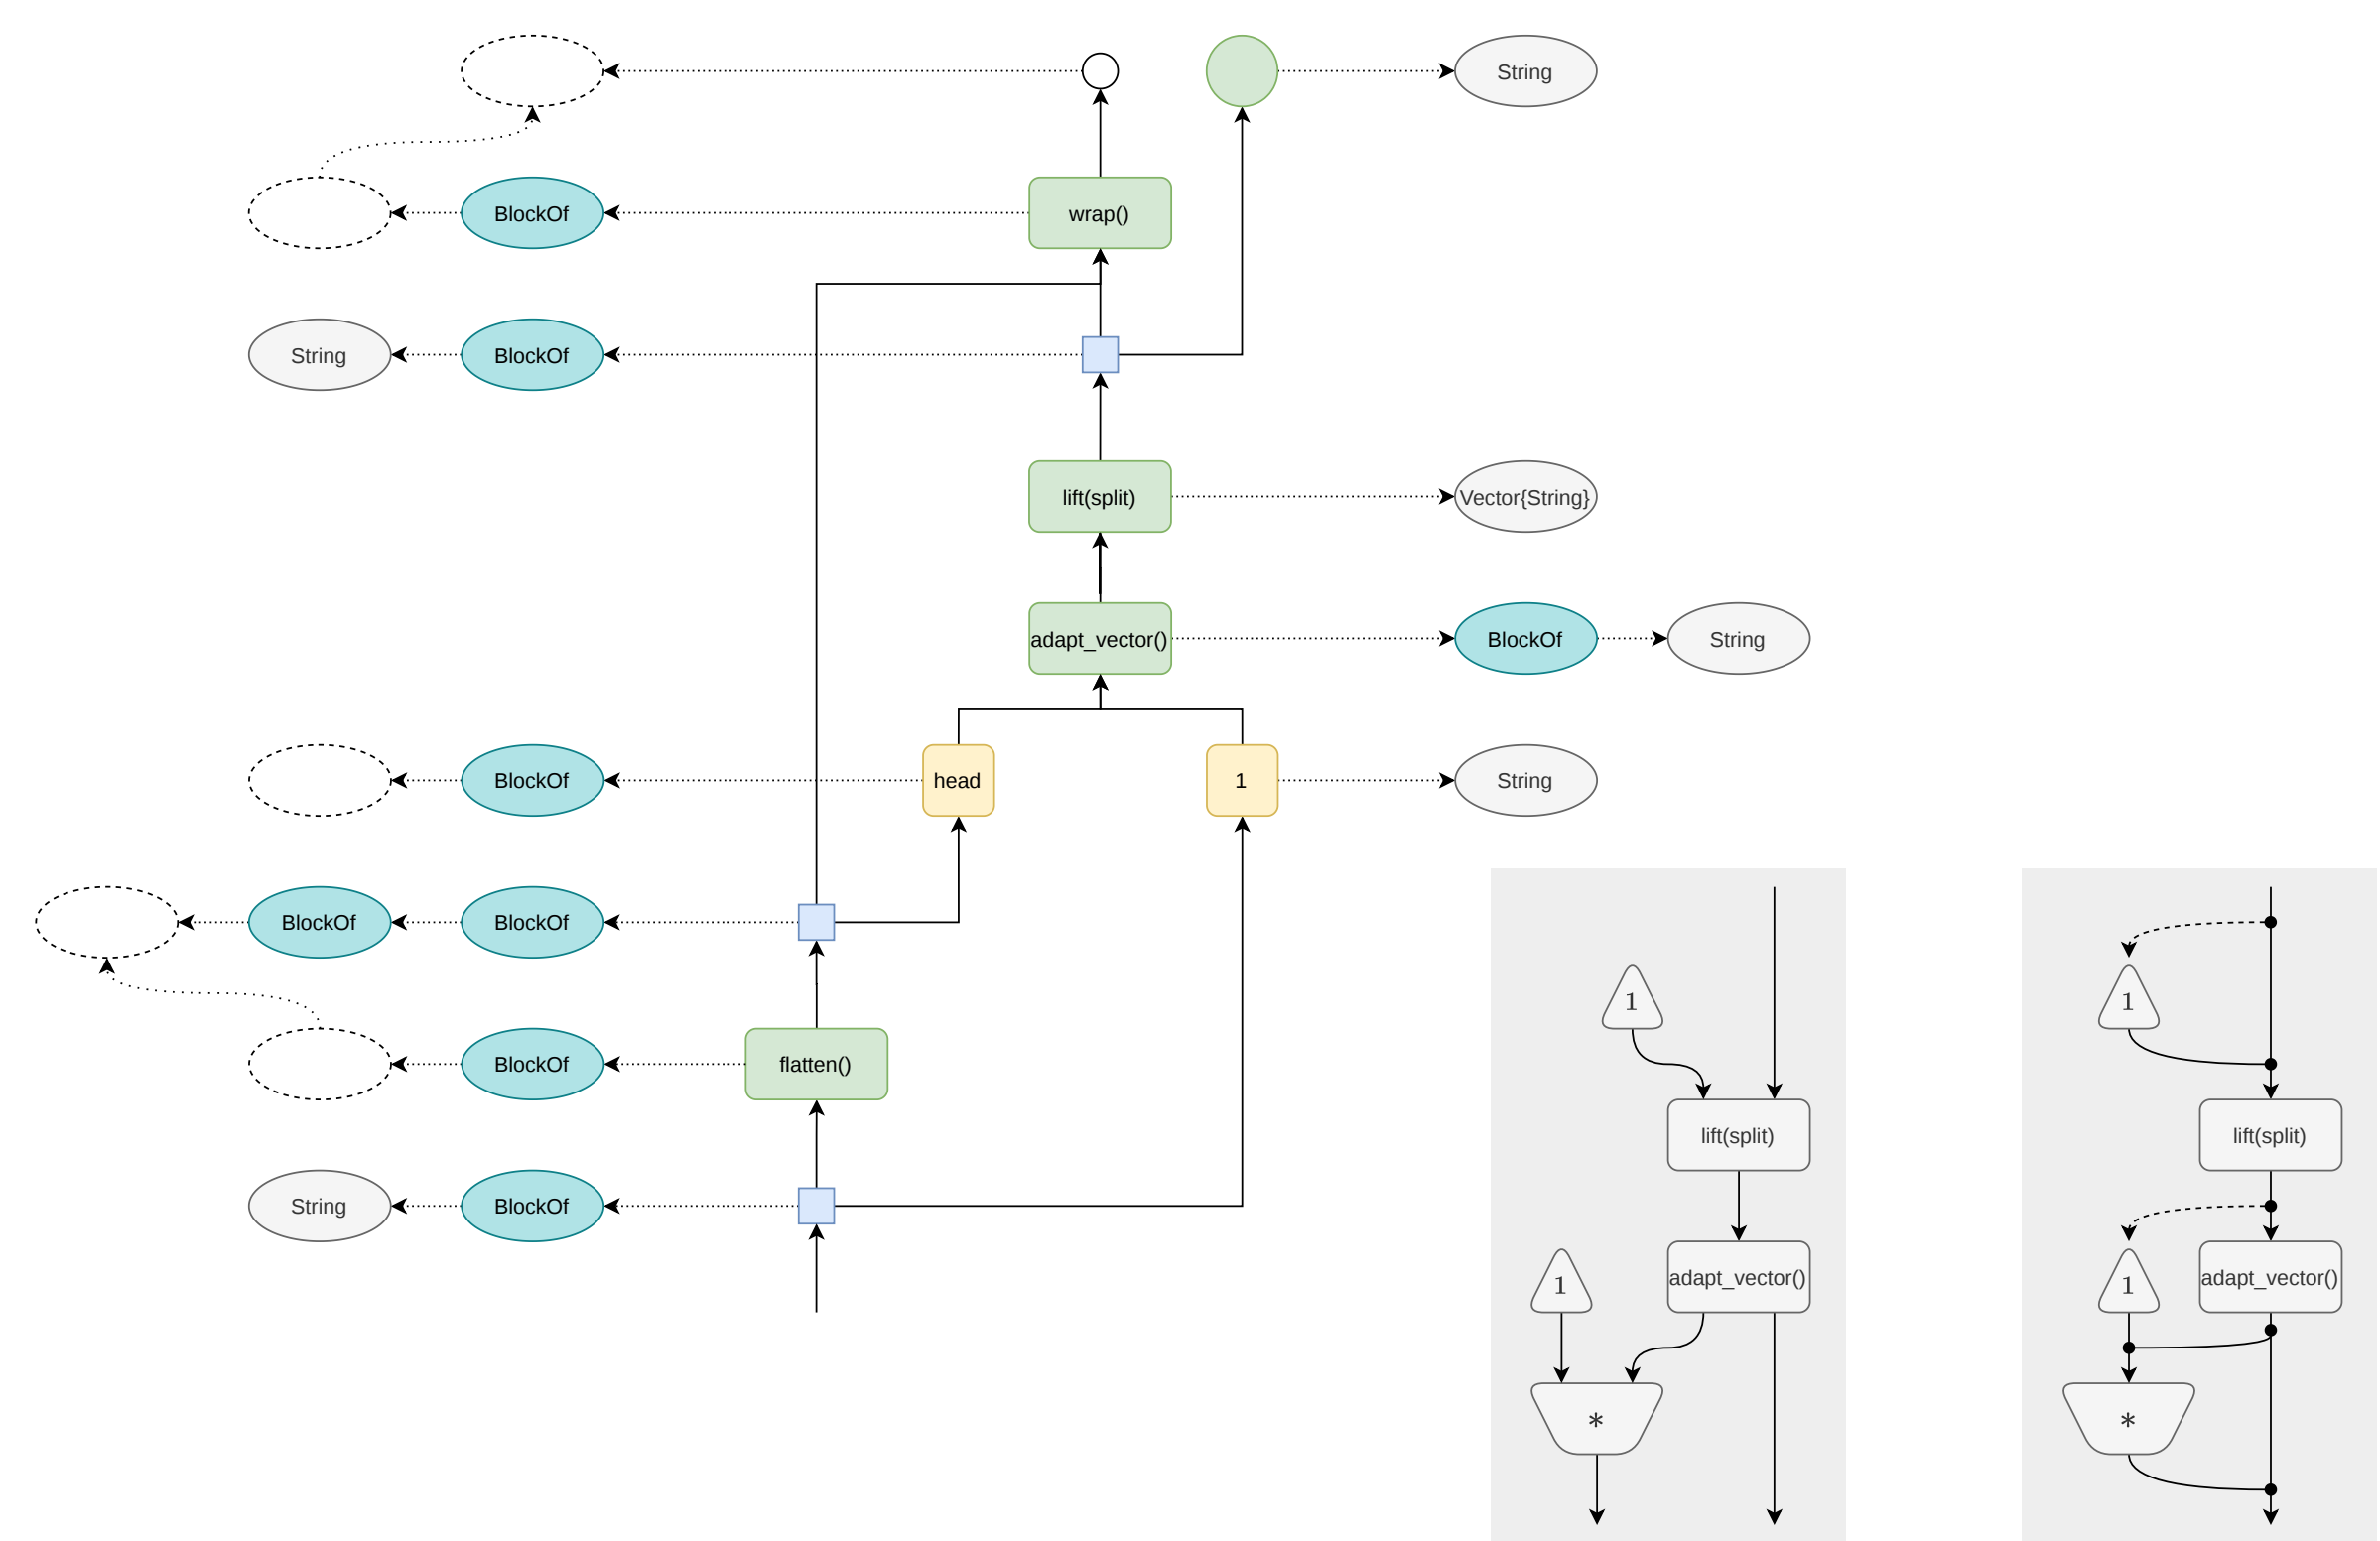 String
BlockOf
wrap()
String
BlockOf
lift(split)
Vector{String}
adapt_vector()
BlockOf
String
BlockOf
head
1
String
BlockOf
BlockOf
1
1
BlockOf
flatten()
lift(split)
lift(split)
String
BlockOf
1
adapt_vector()
1
adapt_vector()
*
*